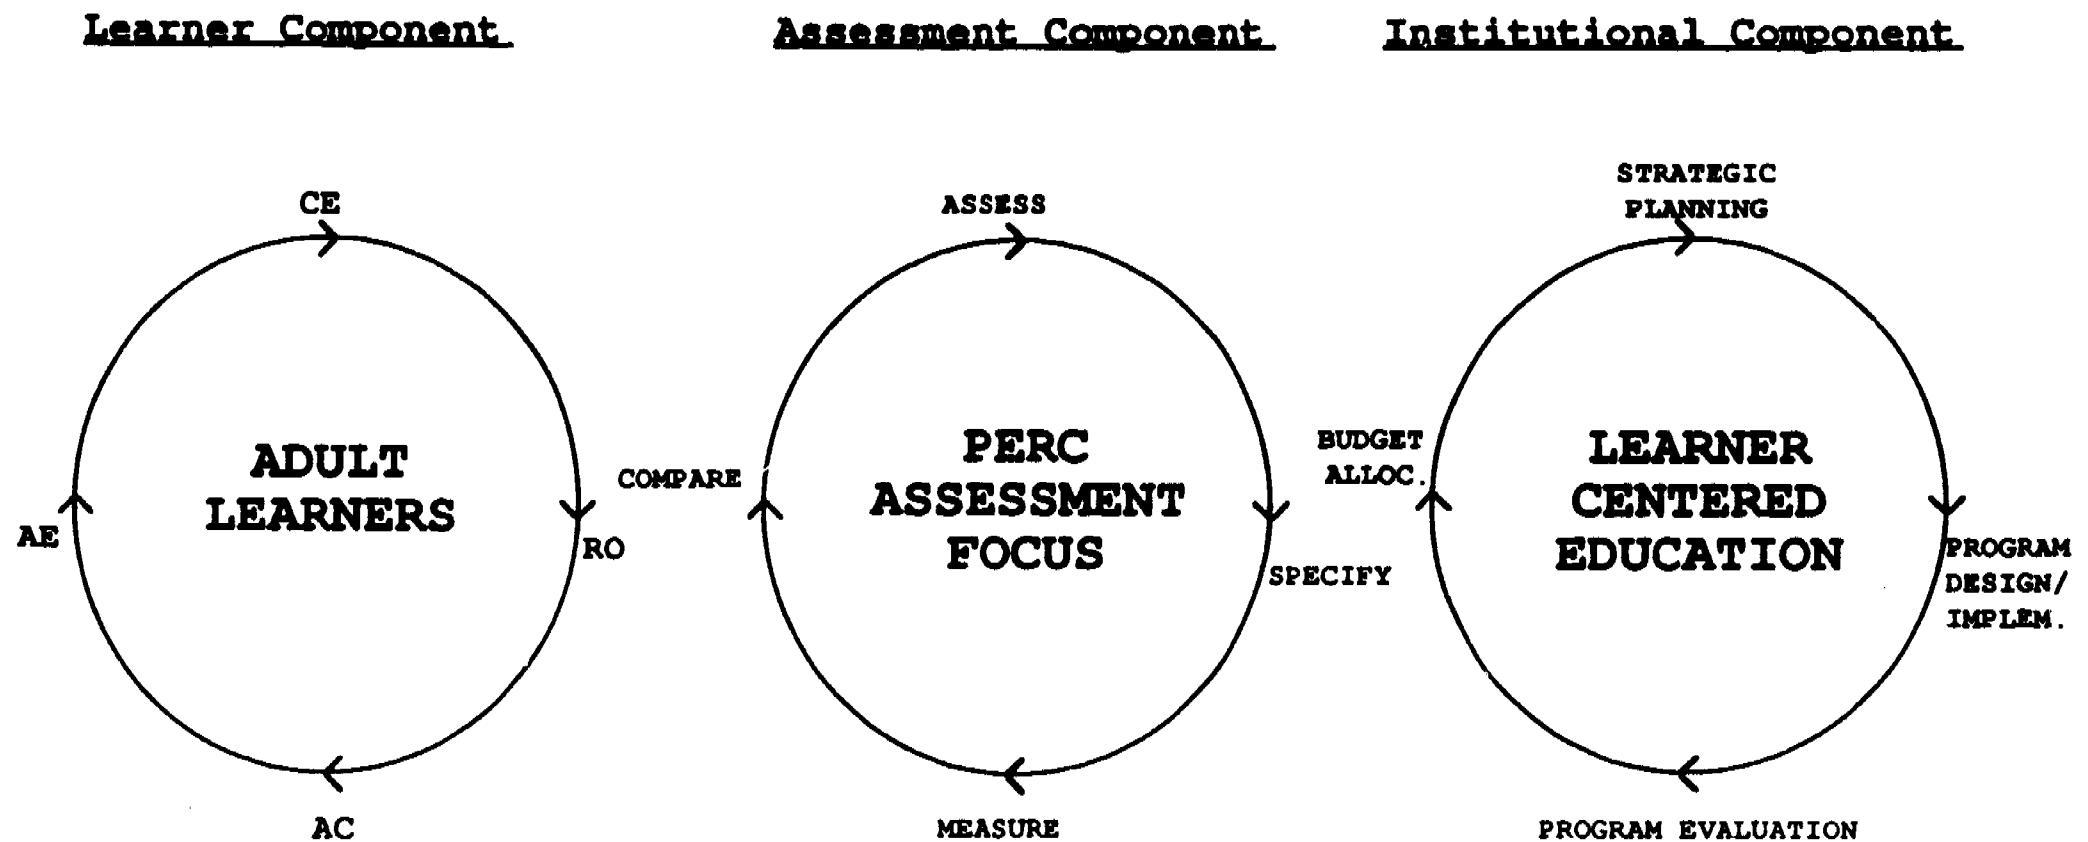 Learner Component
Assessment Component
Institutional Component
CE
AE
ADULT
LEARNERS
RO
AC
ASSESS
COMPARE
PERC
ASSESSMENT
FOCUS
SPECIFY
MEASURE
STRATEGIC
PLANNING
BUDGET
ALLOC.
LEARNER
CENTERED
EDUCATION
PROGRAM
DESIGN/
IMPLEM.
PROGRAM EVALUATION